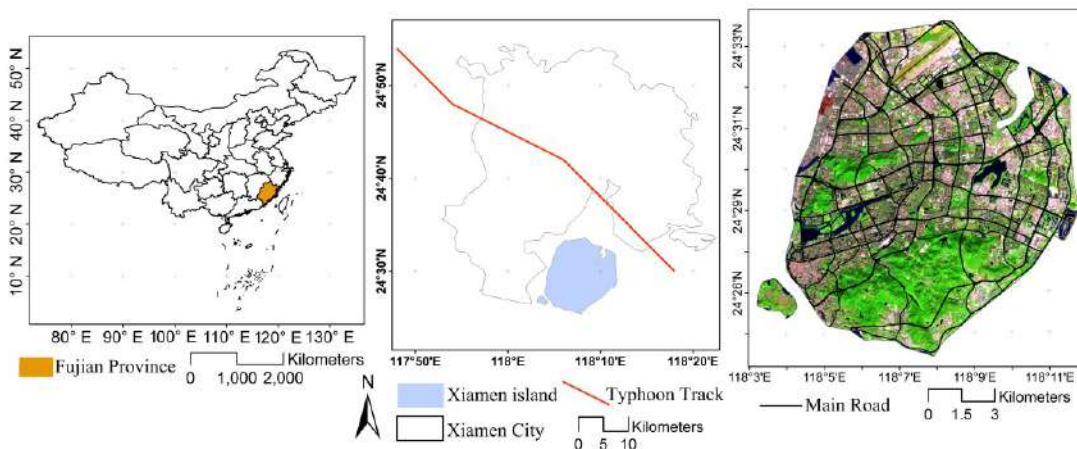 50° N
40° N
30° N
20° N
10° N
80° E 90° E 100° E 110° E 120° E 130° E
Fujian Province
Kilometers
0 1,000 2,000
24°50'N
24°40'N
24°30'N
117°50'E 118°E 118°10'E 118°20'E
N
Xiamen island
Typhoon Track
Xiamen City
Kilometers
0 5 10
24°33'N
24°31'N
24°29'N
24°26'N
118°3'E 118°5'E 118°7'E 118°9'E 118°11'E
Main Road
Kilometers
0 1.5 3